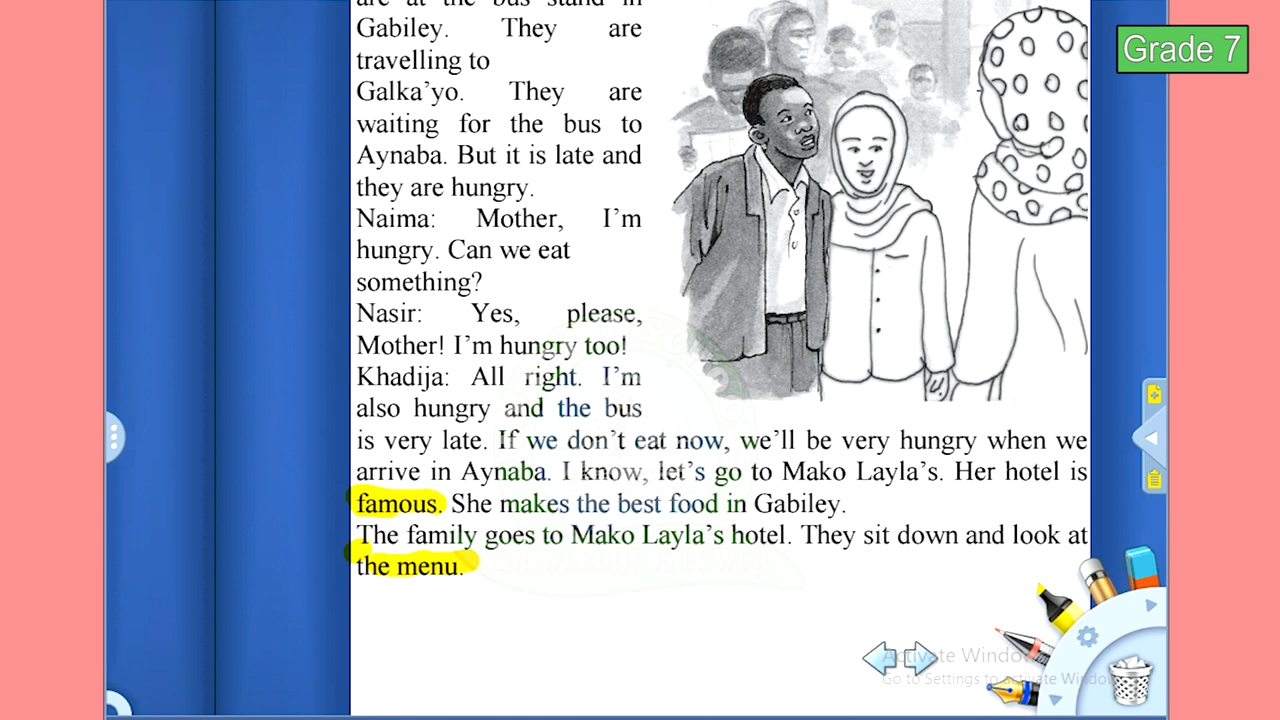 are at the bus stand in
Gabiley. They are
travelling to
Galka’yo. They are
waiting for the bus to
Aynaba. But it is late and
they are hungry.
Naima: Mother, I’m
hungry. Can we eat
something?
Nasir: Yes, please,
Mother! I’m hungry too!
Khadija: All right. I’m
also hungry and the bus
is very late. If we don’t eat now, we’ll be very hungry when we
arrive in Aynaba. I know, let’s go to Mako Layla’s. Her hotel is
famous. She makes the best food in Gabiley.
The family goes to Mako Layla’s hotel. They sit down and look at
the menu.
Grade 7
Activate Window
Go to Settings to activate Window